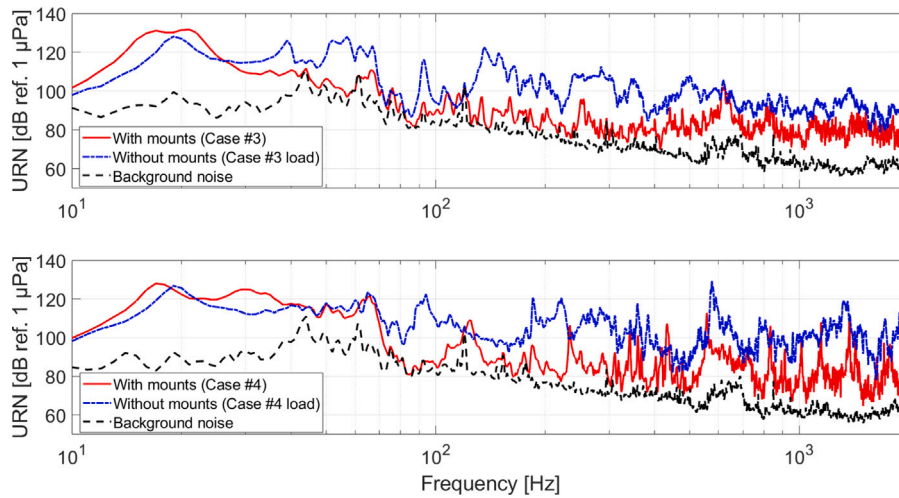 140
120
100
80
60
URN [dB ref. 1 µPa]
With mounts (Case #3)
Without mounts (Case #3 load)
Background noise
10^1
10^2
10^3
140
120
100
80
60
URN [dB ref. 1 µPa]
With mounts (Case #4)
Without mounts (Case #4 load)
Background noise
10^1
10^2
10^3
Frequency [Hz]